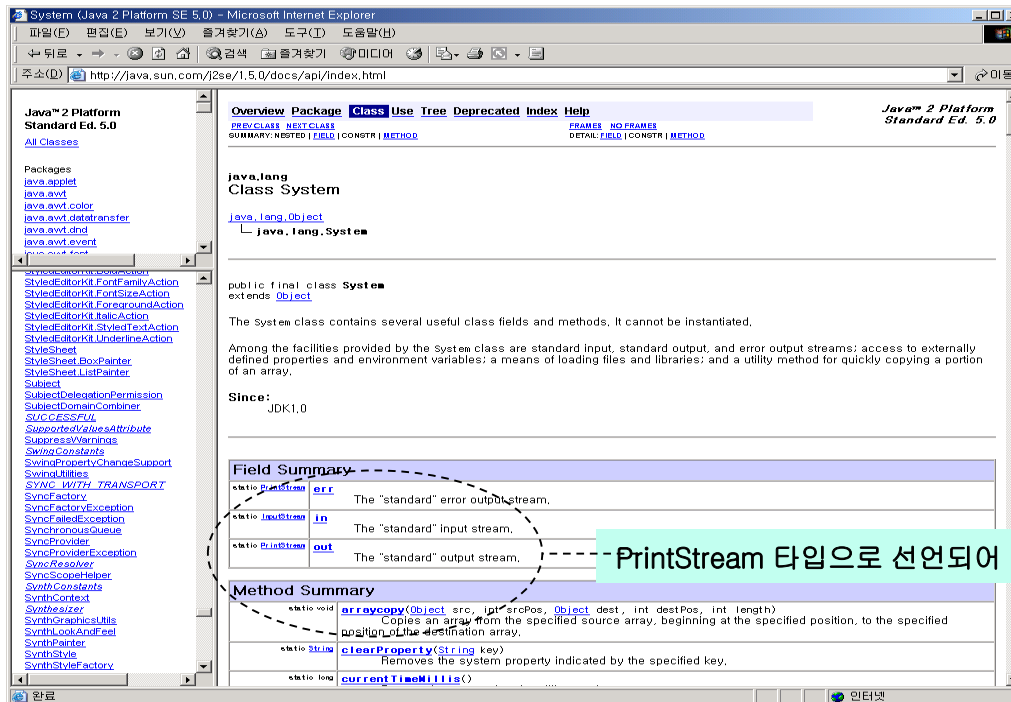 System (Java 2 Platform SE 5.0) - Microsoft Internet Explorer
파일(F) 편집(E) 보기(V) 즐겨찾기(A) 도구(T) 도움말(H)
뒤로 검색 즐겨찾기 미디어
주소(D) http://java.sun.com/j2se/1.5.0/docs/api/index.html 이동
Java™ 2 Platform
Standard Ed. 5.0
All Classes
Packages
java.applet
java.awt
java.awt.color
java.awt.datatransfer
java.awt.dnd
java.awt.event
java.awt.font
StyledEditorKit.BoldAction
StyledEditorKit.FontFamilyAction
StyledEditorKit.FontSizeAction
StyledEditorKit.ForegroundAction
StyledEditorKit.ItalicAction
StyledEditorKit.StyledTextAction
StyledEditorKit.UnderlineAction
StyleSheet
StyleSheet.BoxPainter
StyleSheet.ListPainter
Subject
SubjectDelegationPermission
SubjectDomainCombiner
SUCCESSFUL
SupportedValuesAttribute
SuppressWarnings
SwingConstants
SwingPropertyChangeSupport
SwingUtilities
SYNC_WITH_TRANSPORT
SyncFactory
SyncFactoryException
SyncFailedException
SynchronousQueue
SyncProvider
SyncProviderException
SyncResolver
SyncScopeHelper
SynthConstants
SynthContext
Synthesizer
SynthGraphicsUtils
SynthLookAndFeel
SynthPainter
SynthStyle
SynthStyleFactory
Overview Package Class Use Tree Deprecated Index Help
Java™ 2 Platform
Standard Ed. 5.0
PREV CLASS NEXT CLASS
FRAMES NO FRAMES
SUMMARY: NESTED | FIELD | CONSTR | METHOD
DETAIL: FIELD | CONSTR | METHOD
java.lang
Class System
java.lang.Object
java.lang.System
public final class System
extends Object
The System class contains several useful class fields and methods. It cannot be instantiated.
Among the facilities provided by the System class are standard input, standard output, and error output streams; access to externally
defined properties and environment variables; a means of loading files and libraries; and a utility method for quickly copying a portion
of an array.
Since:
JDK1.0
Field Summary
static PrintStream err
The "standard" error output stream.
static InputStream in
The "standard" input stream.
static PrintStream out
The "standard" output stream.
PrintStream 타입으로 선언되어
Method Summary
static void arraycopy(Object src, int srcPos, Object dest, int destPos, int length)
Copies an array from the specified source array, beginning at the specified position, to the specified
position of the destination array.
static String clearProperty(String key)
Removes the system property indicated by the specified key.
static long currentTimeMillis()
완료
인터넷